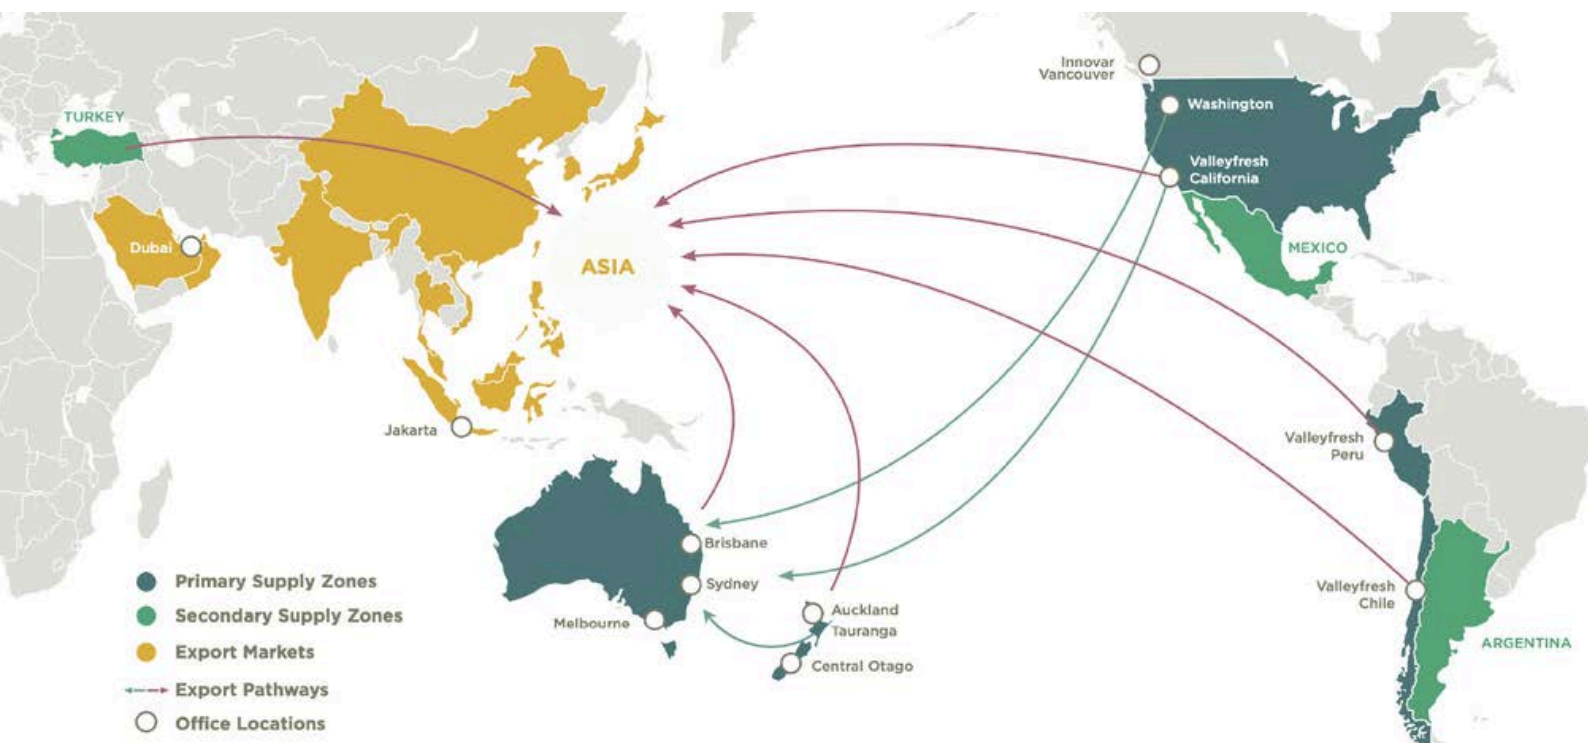 Innovar
Vancouver
Washington
TURKEY
Valleyfresh
California
Dubai
MEXICO
ASIA
Jakarta
Valleyfresh
Peru
Brisbane
Primary Supply Zones
Sydney
Valleyfresh
Chile
Secondary Supply Zones
Auckland
Melbourne
Tauranga
ARGENTINA
Export Markets
Central Otago
Export Pathways
Office Locations